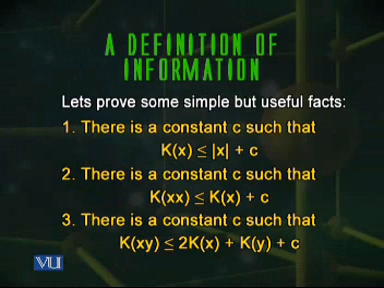 A DEFINITION OF
INFORMATION
Lets prove some simple but useful facts:
1. There is a constant c such that
K(x) ≤ |x| + c
2. There is a constant c such that
K(xx) ≤ K(x) + c
3. There is a constant c such that
K(xy) ≤ 2K(x) + K(y) + c
VU